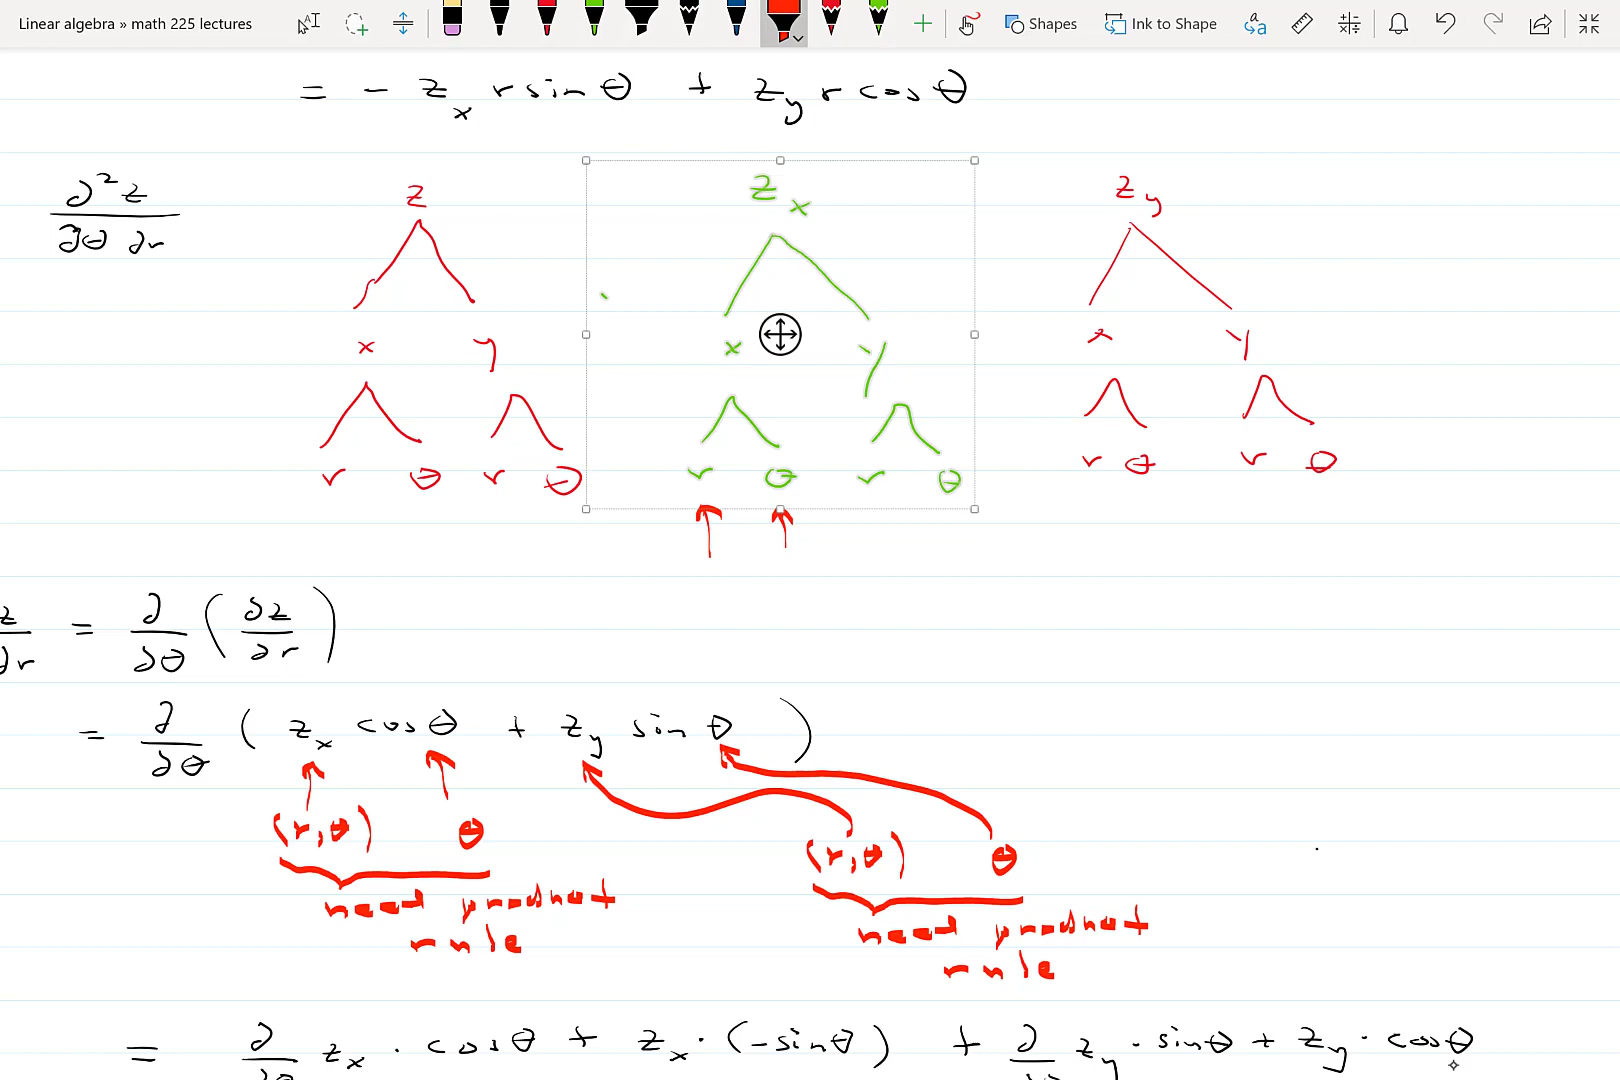 Linear algebra » math 225 lectures
Shapes
Ink to Shape
= - z_x r sin θ + z_y r cos θ
∂²z / ∂θ ∂r
z z_x z_y
x y x y x y
r θ r θ r θ r θ r θ r θ
z / ∂r = ∂/∂θ ( ∂z/∂r )
= ∂/∂θ ( z_x cos θ + z_y sin θ )
(r,θ) θ (r,θ) θ
need product rule need product rule
= ∂/∂θ z_x · cos θ + z_x · (-sin θ) + ∂/∂θ z_y · sin θ + z_y · cos θ